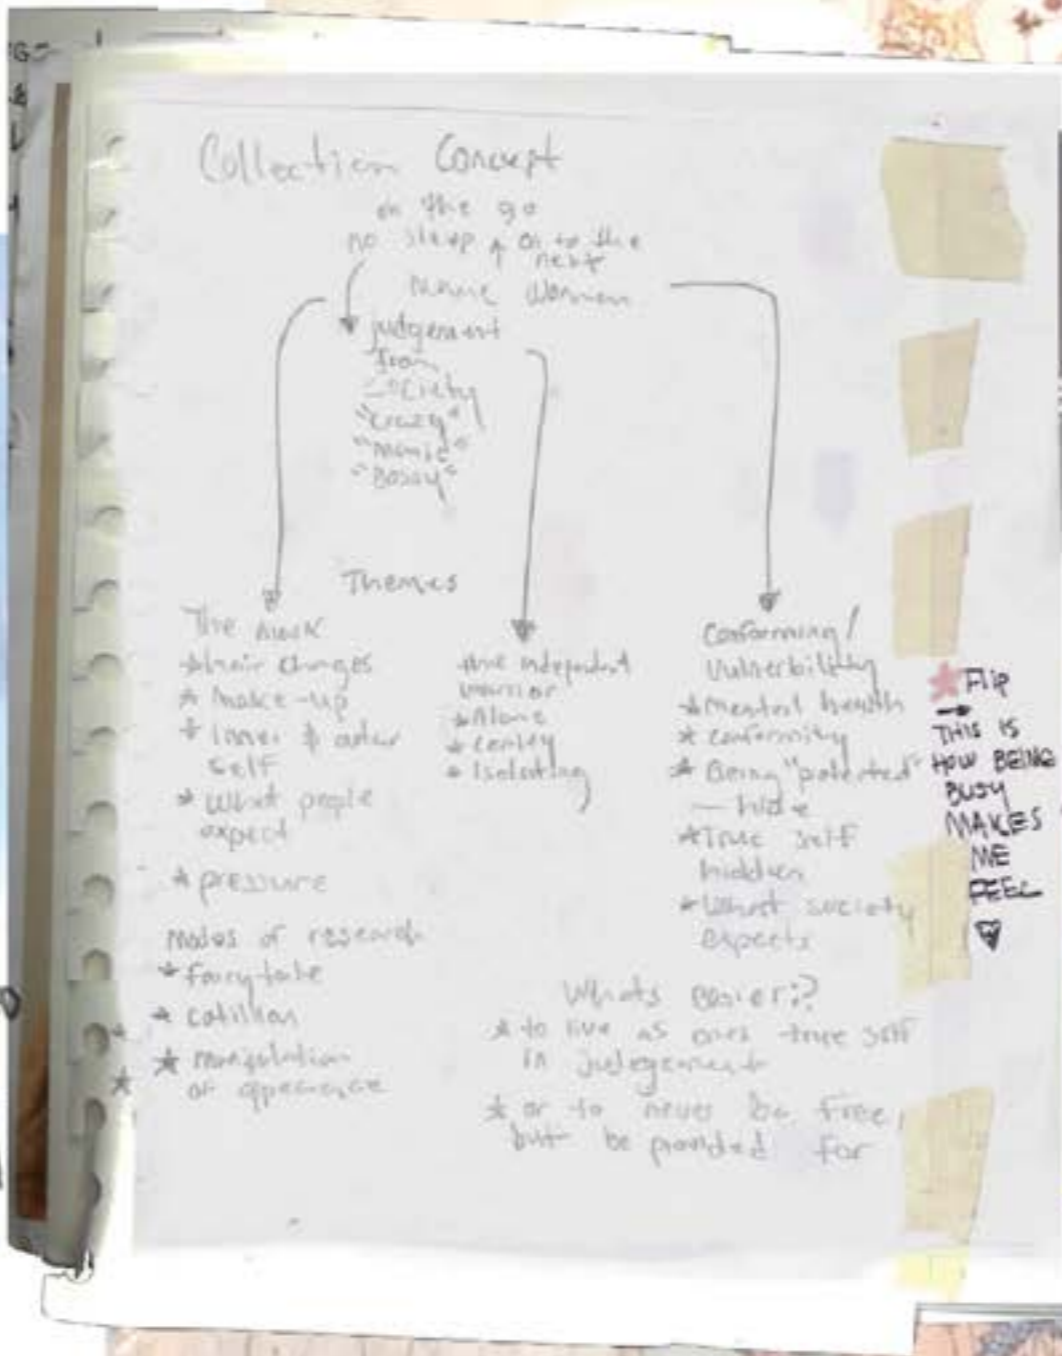 Collection Concept
on the go
no sleep ↑ on to the
next
Manic Woman
judgement
from
society
"Crazy"
"Manic"
"Bossy"
Themes
The Mask
* hair changes
* Make-up
* inner & outer
self
* What people
expect
* pressure
the independent
warrior
* Alone
* Isolating
Conforming/
Vulnerbility
* Mental health
* conformity
* Being "potected"
— hide
* True self
hidden
* What society
expects
Flip
→
THIS IS
HOW BEING
BUSY
MAKES
ME
FEEL
Modes of research
* fairytale
* cotillion
* manipulation
of
Whats easier:?
* to live as ones true self
in judegement
* or to never be free,
but be provided for